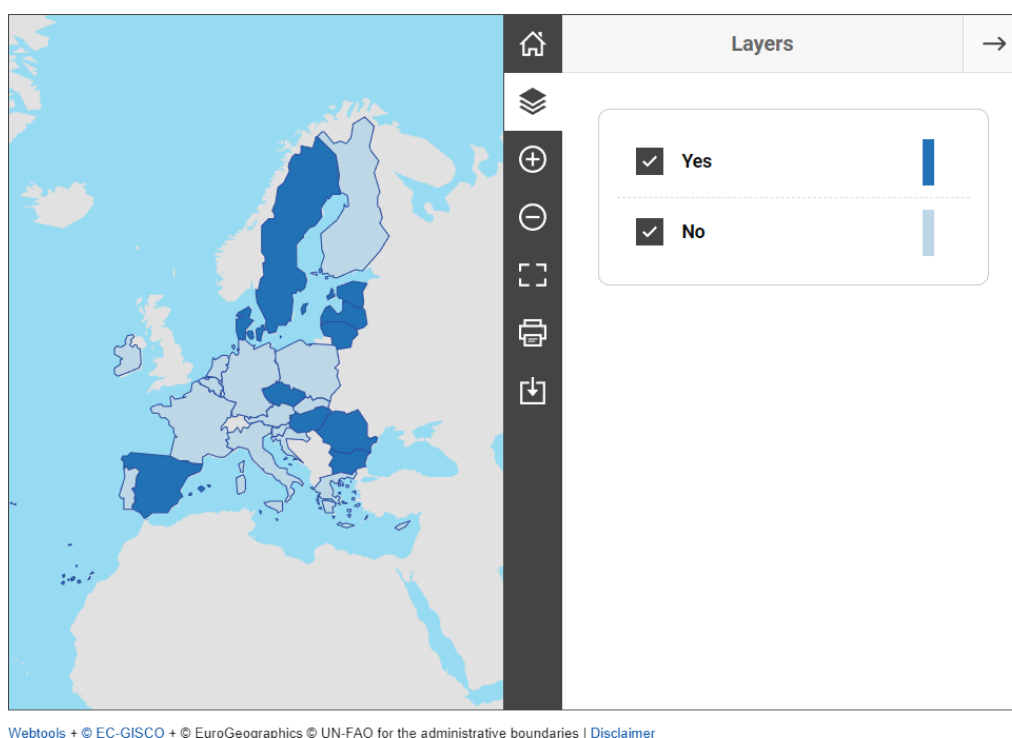 Layers
Yes
No
Webtools + © EC-GISCO + © EuroGeographics © UN-FAO for the administrative boundaries | Disclaimer